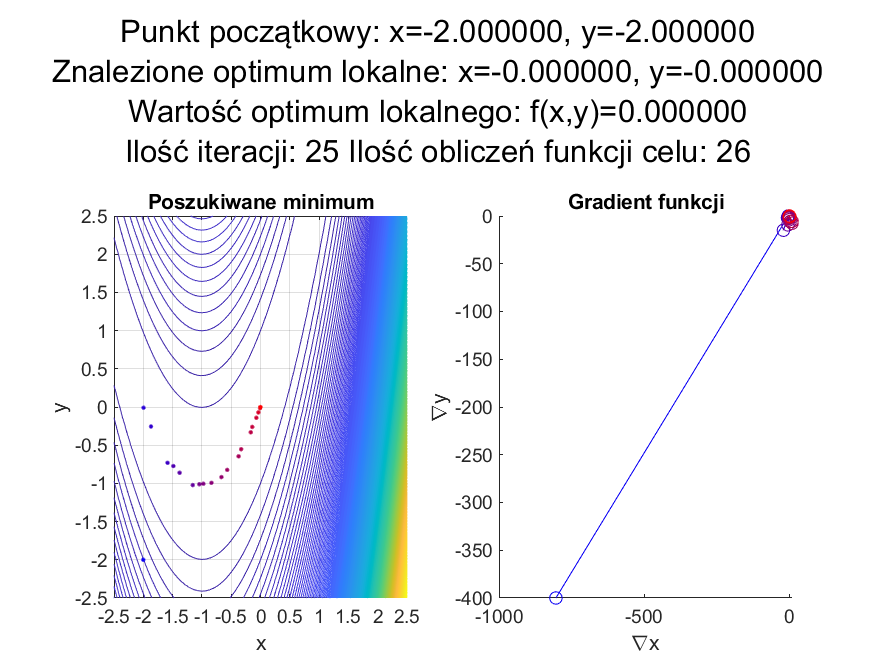 Punkt początkowy: x=-2.000000, y=-2.000000
Znalezione optimum lokalne: x=-0.000000, y=-0.000000
Wartość optimum lokalnego: f(x,y)=0.000000
Ilość iteracji: 25 Ilość obliczeń funkcji celu: 26
Poszukiwane minimum
2.5
2
1.5
1
0.5
0
-0.5
-1
-1.5
-2
-2.5
y
-2.5 -2 -1.5 -1 -0.5 0 0.5 1 1.5 2 2.5
x
Gradient funkcji
0
-50
-100
-150
-200
-250
-300
-350
-400
∇y
-1000 -500 0
∇x